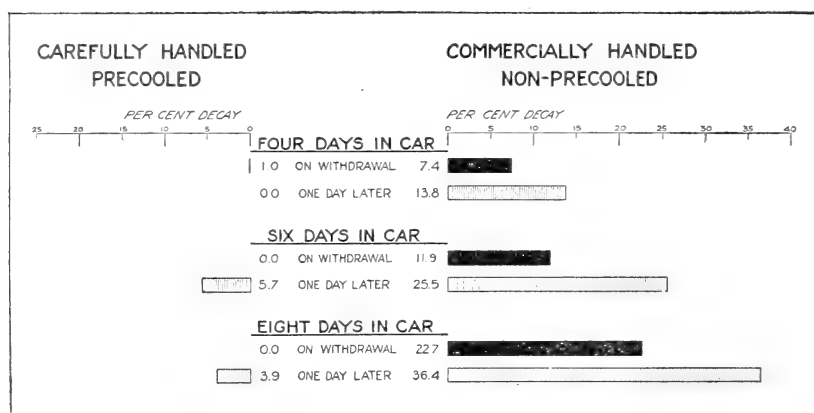 CAREFULLY HANDLED
PRECOOLED
COMMERCIALLY HANDLED
NON-PRECOOLED
PER CENT DECAY
25 20 15 10 5 0
PER CENT DECAY
0 5 10 15 20 25 30 35 40
FOUR DAYS IN CAR
1.0 ON WITHDRAWAL 7.4
0.0 ONE DAY LATER 13.8
SIX DAYS IN CAR
0.0 ON WITHDRAWAL 11.9
5.7 ONE DAY LATER 25.5
EIGHT DAYS IN CAR
0.0 ON WITHDRAWAL 22.7
3.9 ONE DAY LATER 36.4